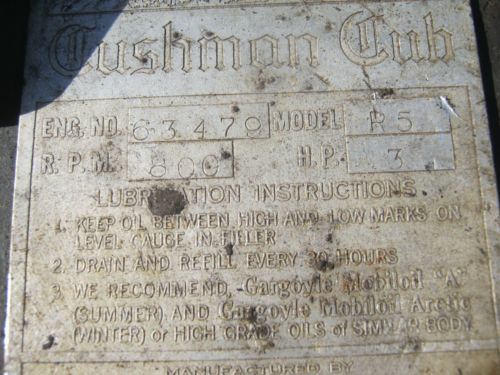 Cushman Cub
ENG. NO. 63479 MODEL R5
R. P. M. 800 H. P. 3
LUBRICATION INSTRUCTIONS
1. KEEP OIL BETWEEN HIGH AND LOW MARKS ON
LEVEL GAUGE IN FILLER
2. DRAIN AND REFILL EVERY 30 HOURS
3. WE RECOMMEND, Gargoyle Mobiloil "A"
(SUMMER) AND Gargoyle Mobiloil Arctic
(WINTER) or HIGH GRADE OILS of SIMILAR BODY
MANUFACTURED BY